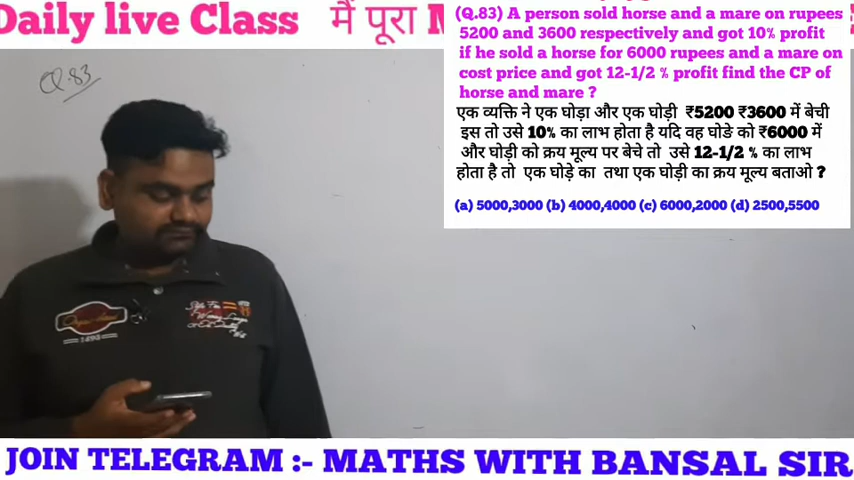 Daily live Class में पूरा
Q.83
(Q.83) A person sold horse and a mare on rupees
5200 and 3600 respectively and got 10% profit
if he sold a horse for 6000 rupees and a mare on
cost price and got 12-1/2 % profit find the CP of
horse and mare ?
एक व्यक्ति ने एक घोड़ा और एक घोड़ी ₹5200 ₹3600 में बेची
इस तो उसे 10% का लाभ होता है यदि वह घोडे को ₹6000 में
और घोड़ी को क्रय मूल्य पर बेचे तो उसे 12-1/2 % का लाभ
होता है तो एक घोड़े का तथा एक घोड़ी का क्रय मूल्य बताओ ?
(a) 5000,3000 (b) 4000,4000 (c) 6000,2000 (d) 2500,5500
JOIN TELEGRAM :- MATHS WITH BANSAL SIR